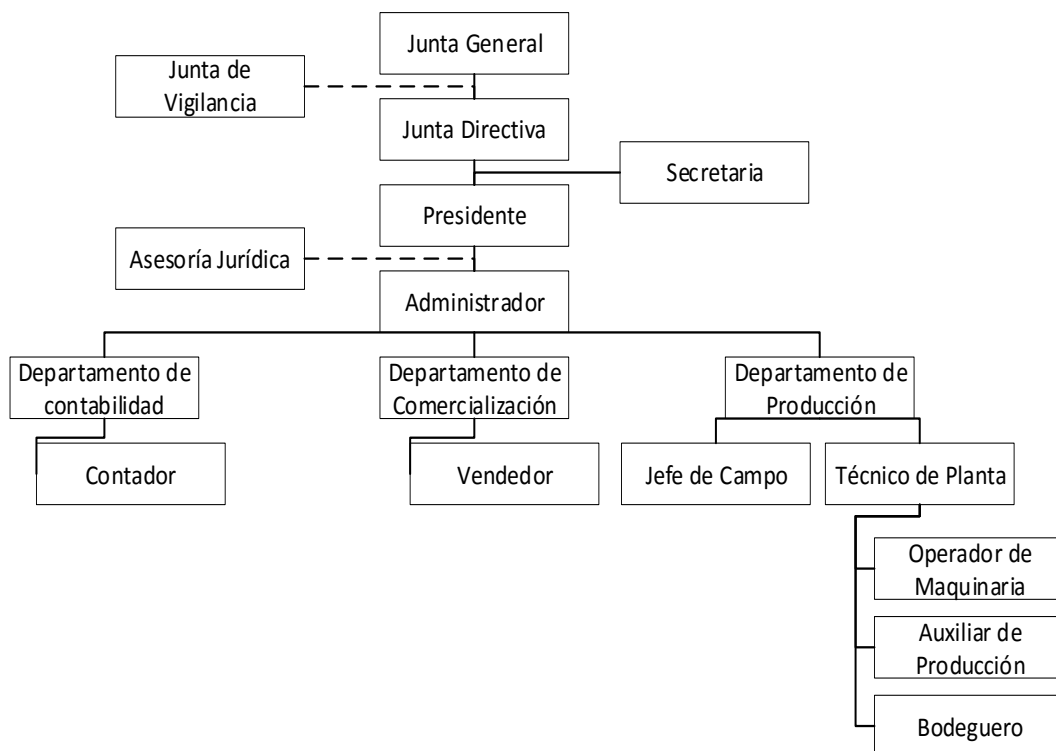 Junta General
Junta de
Vigilancia
Junta Directiva
Secretaria
Presidente
Asesoría Jurídica
Administrador
Departamento de
contabilidad
Departamento de
Comercialización
Departamento de
Producción
Contador
Vendedor
Jefe de Campo
Técnico de Planta
Operador de
Maquinaria
Auxiliar de
Producción
Bodeguero